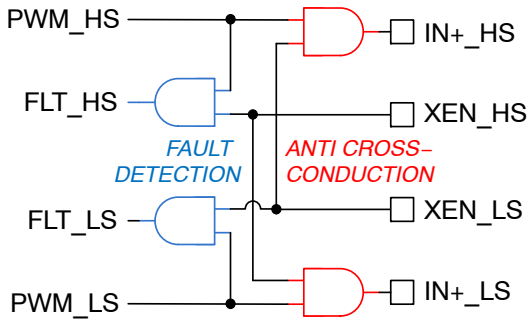 PWM_HS
IN+_HS
FLT_HS
XEN_HS
FAULT
DETECTION
ANTI CROSS–
CONDUCTION
FLT_LS
XEN_LS
PWM_LS
IN+_LS